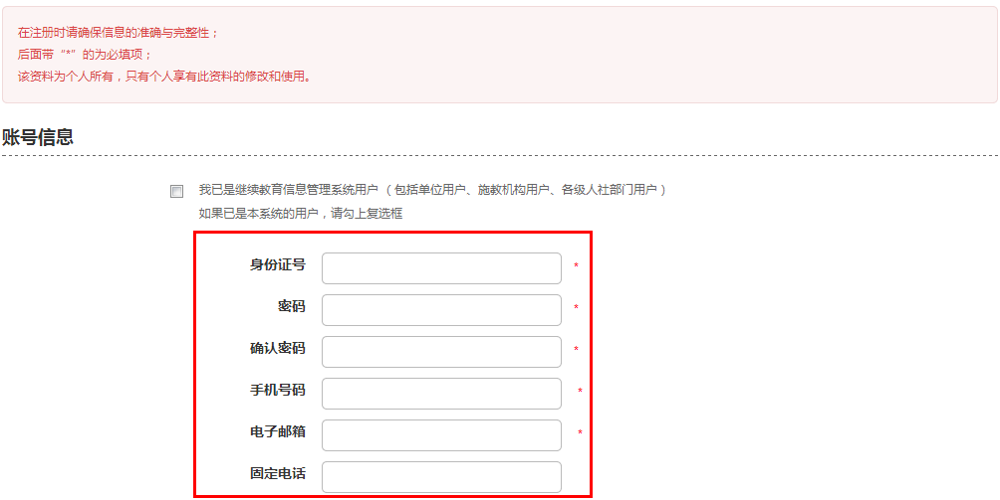 在注册时请确保信息的准确与完整性；
后面带“*”的为必填项；
该资料为个人所有，只有个人享有此资料的修改和使用。
账号信息
我已是继续教育信息管理系统用户（包括单位用户、施教机构用户、各级人社部门用户）
如果已是本系统的用户，请勾上复选框
身份证号 *
密码 *
确认密码 *
手机号码 *
电子邮箱 *
固定电话